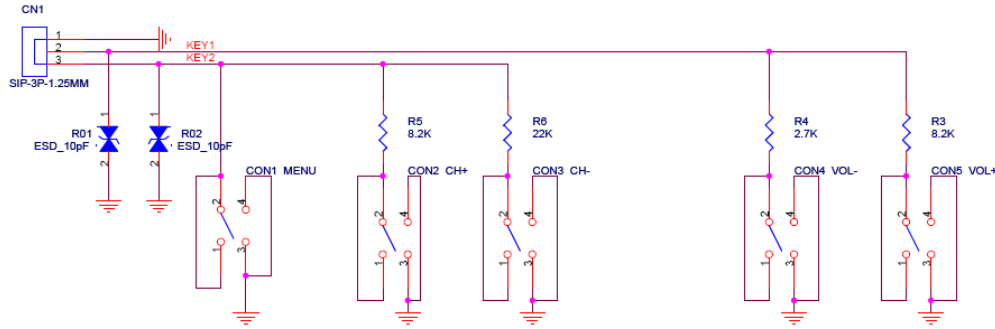 CN1
1
2
3
SIP-3P-1.25MM
KEY1
KEY2
1
R01
ESD_10pF
2
1
R02
ESD_10pF
2
CON1 MENU
2
4
1
3
R5
8.2K
CON2 CH+
2
4
1
3
R6
22K
CON3 CH-
2
4
1
3
R4
2.7K
CON4 VOL-
2
4
1
3
R3
8.2K
CON5 VOL+
2
4
1
3